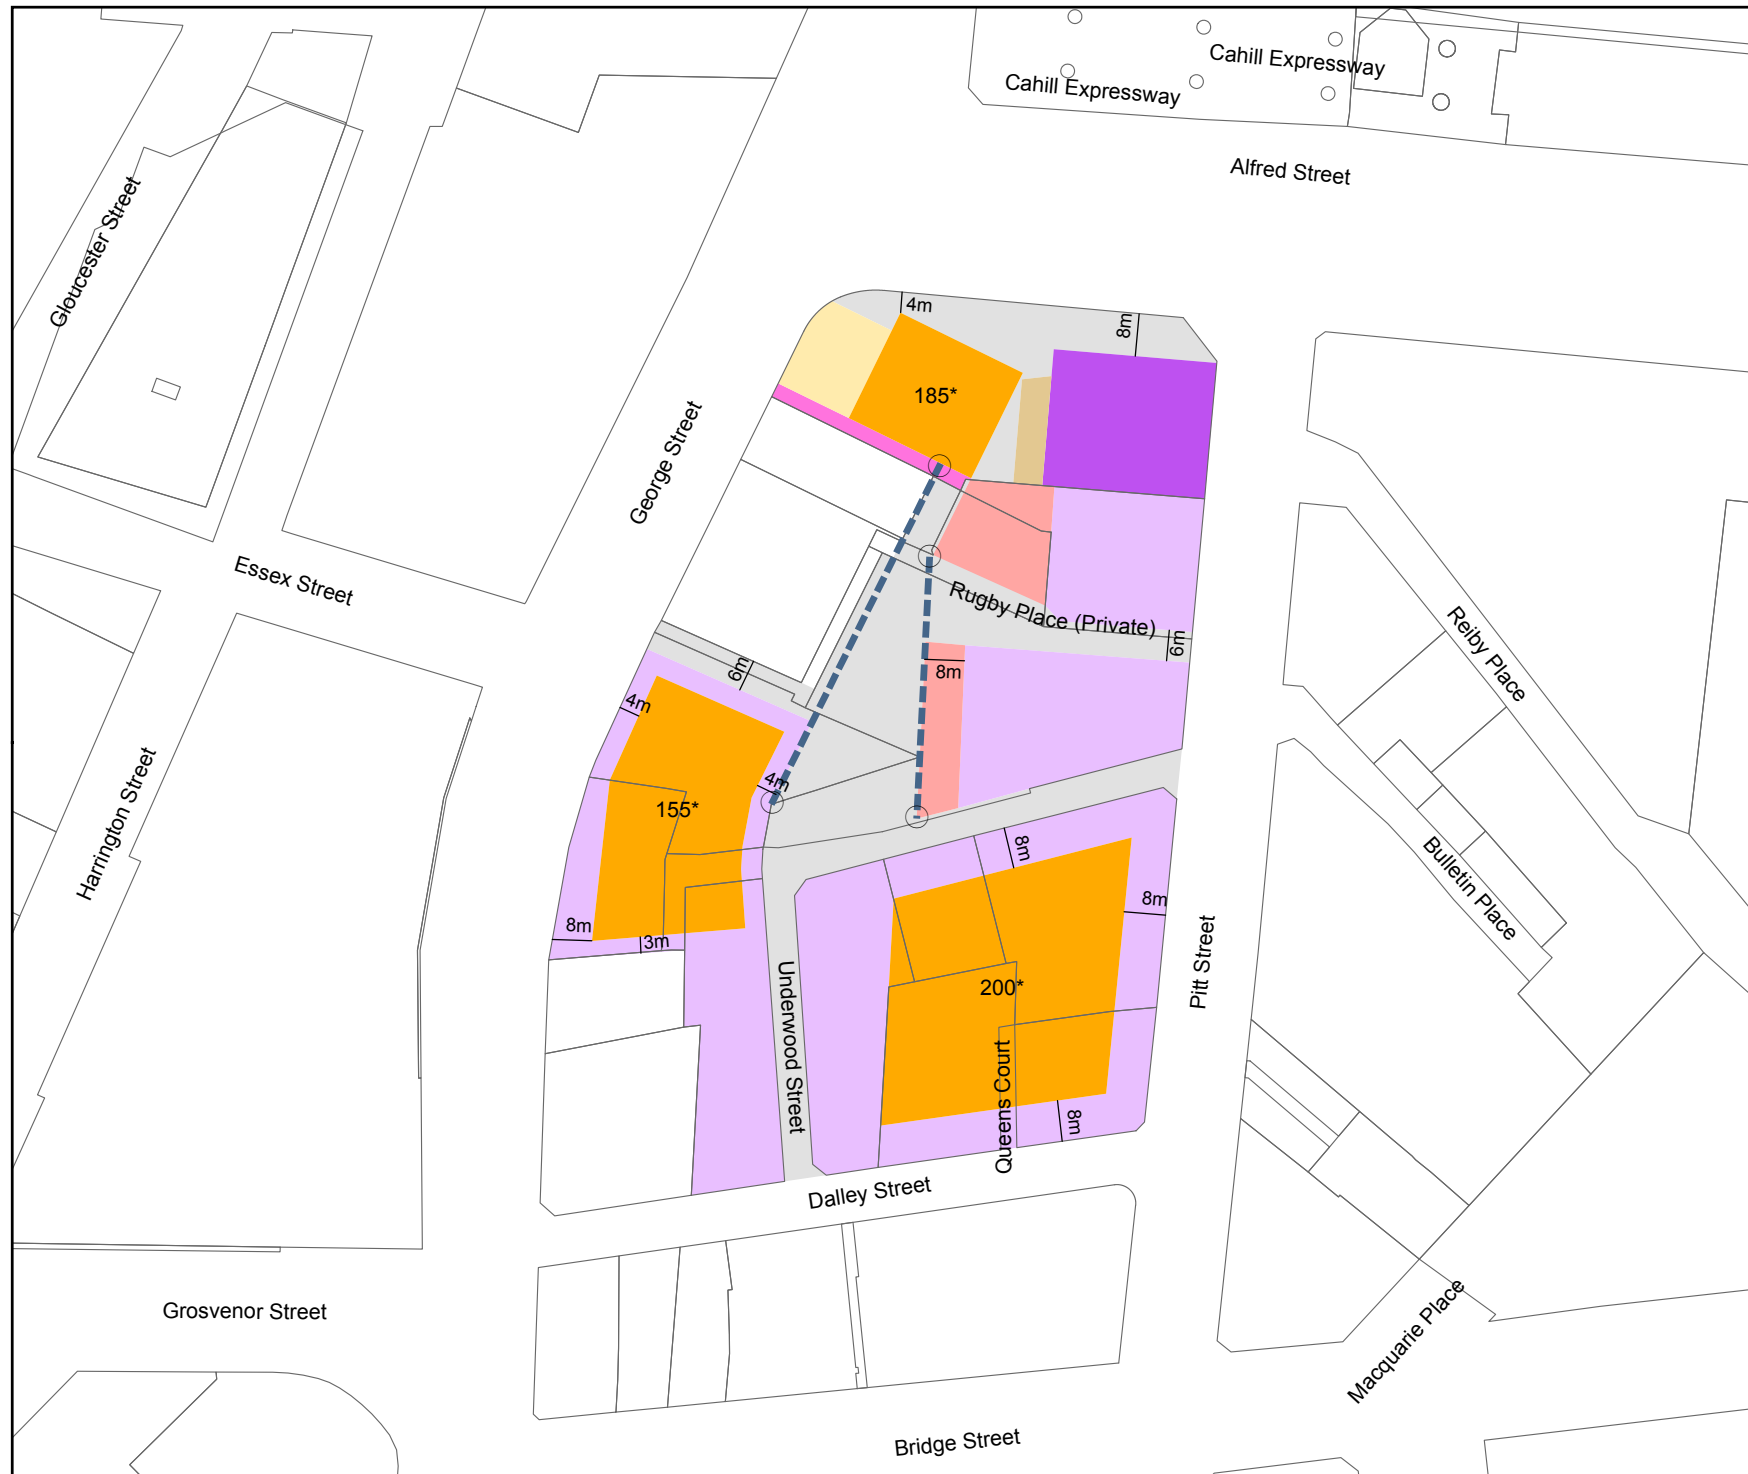 Cahill Expressway
Cahill Expressway
Alfred Street
Gloucester Street
4m
8m
185*
George Street
Essex Street
Rugby Place (Private)
6m
Reiby Place
6m
8m
4m
4m
155*
Harrington Street
8m
Bulletin Place
8m
8m
3m
Pitt Street
200*
Underwood Street
Queens Court
8m
Dalley Street
Grosvenor Street
Macquarie Place
Bridge Street